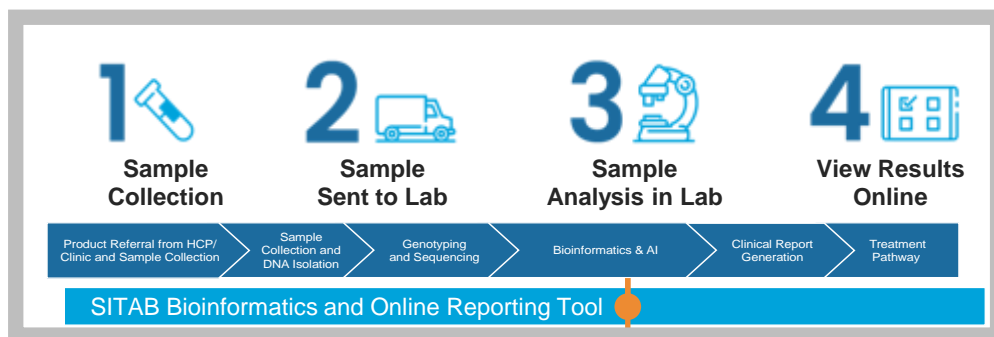 1
2
3
4
Sample
Collection
Sample
Sent to Lab
Sample
Analysis in Lab
View Results
Online
Product Referral from HCP/
Clinic and Sample Collection
Sample
Collection and
DNA Isolation
Genotyping
and Sequencing
Bioinformatics & AI
Clinical Report
Generation
Treatment
Pathway
SITAB Bioinformatics and Online Reporting Tool